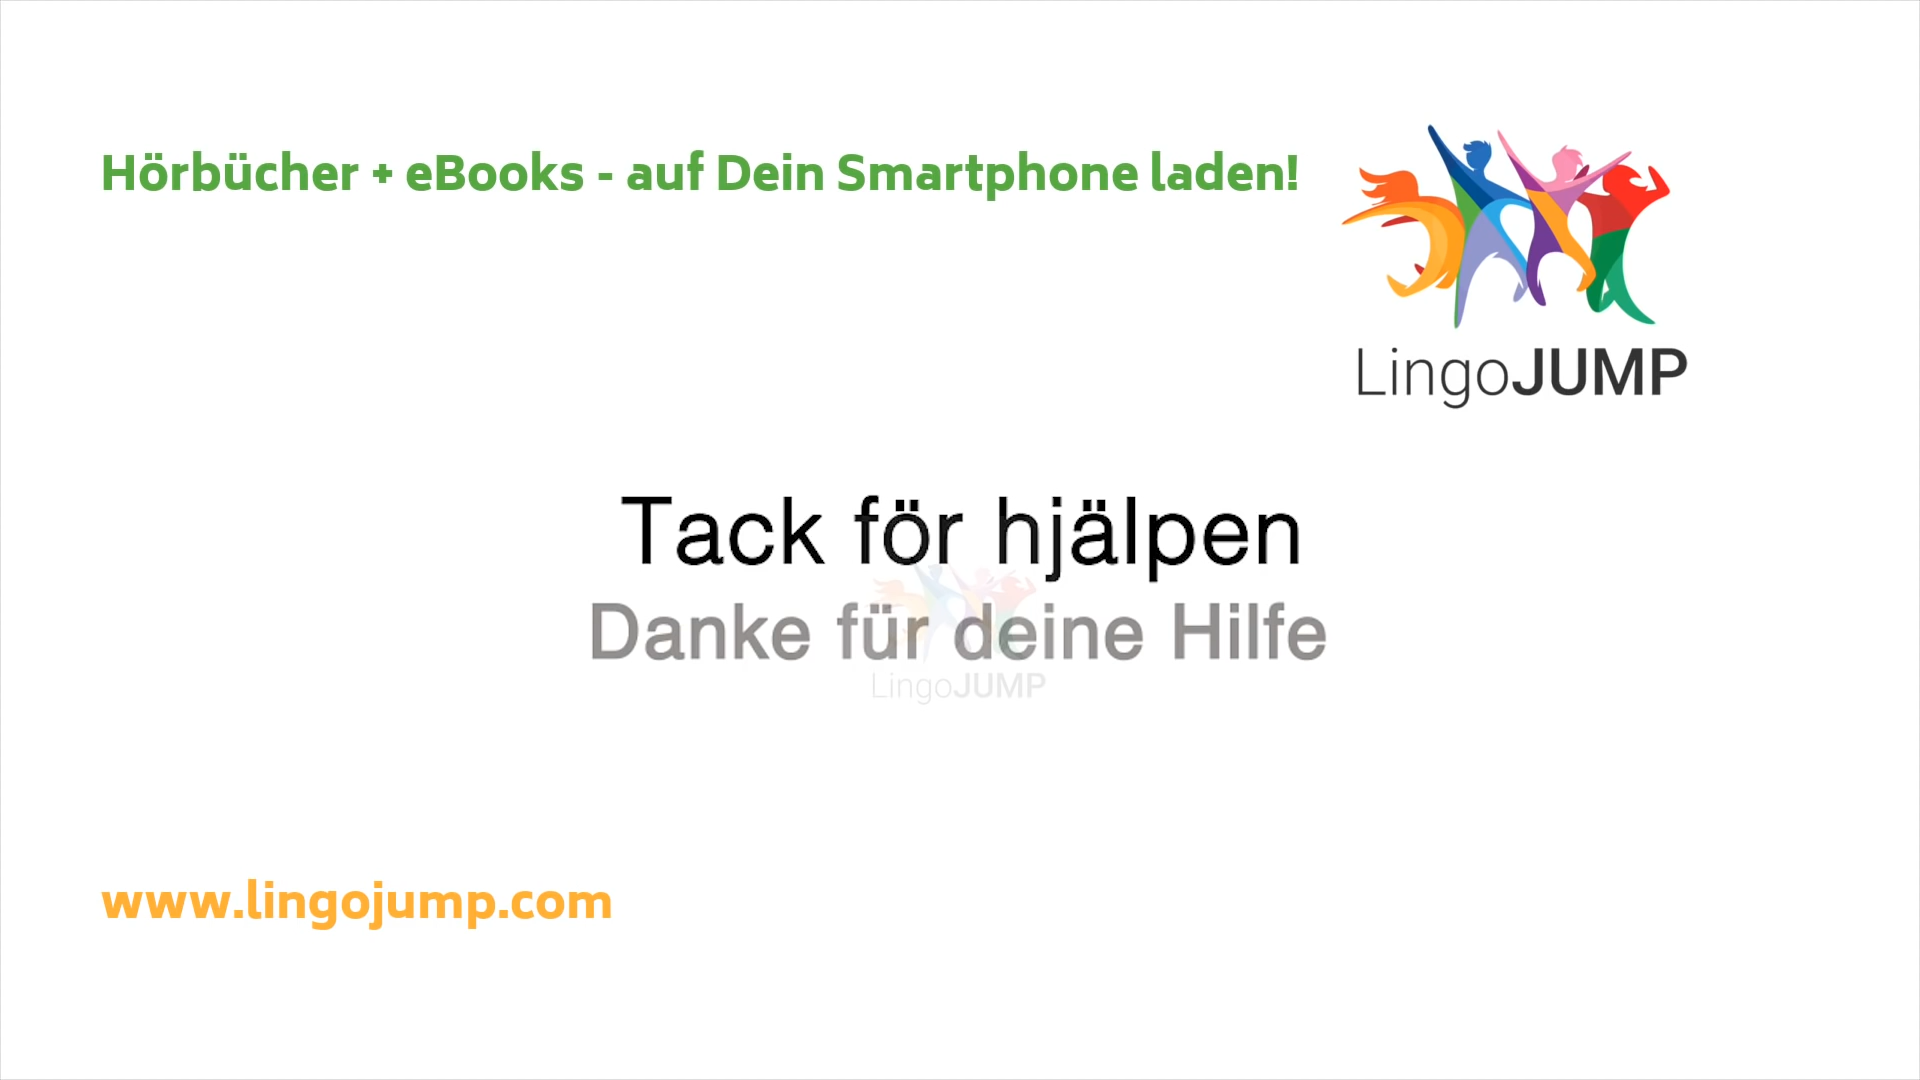 Hörbücher + eBooks - auf Dein Smartphone laden!
LingoJUMP
Tack för hjälpen
Danke für deine Hilfe
LingoJUMP
www.lingojump.com